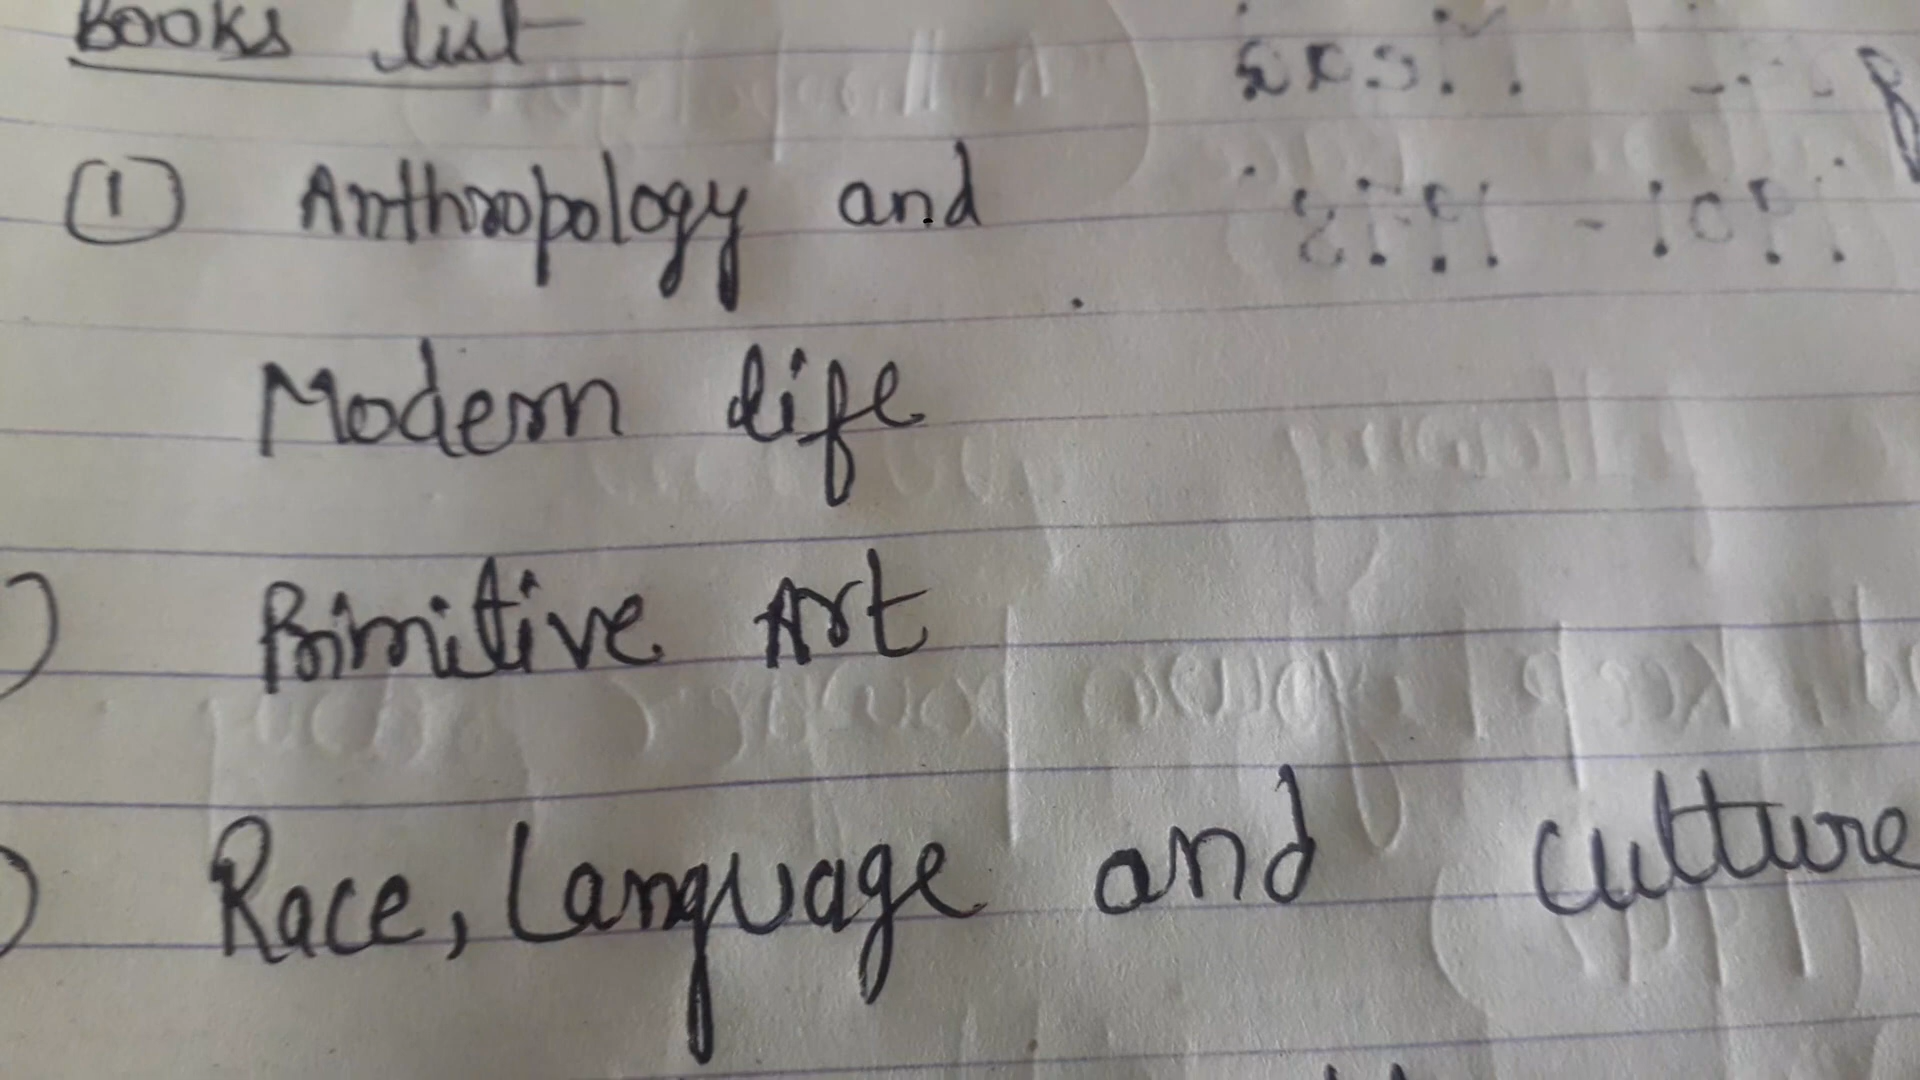 Books list
① Anthropology and
Modern life
) Primitive Art
) Race, Language and culture